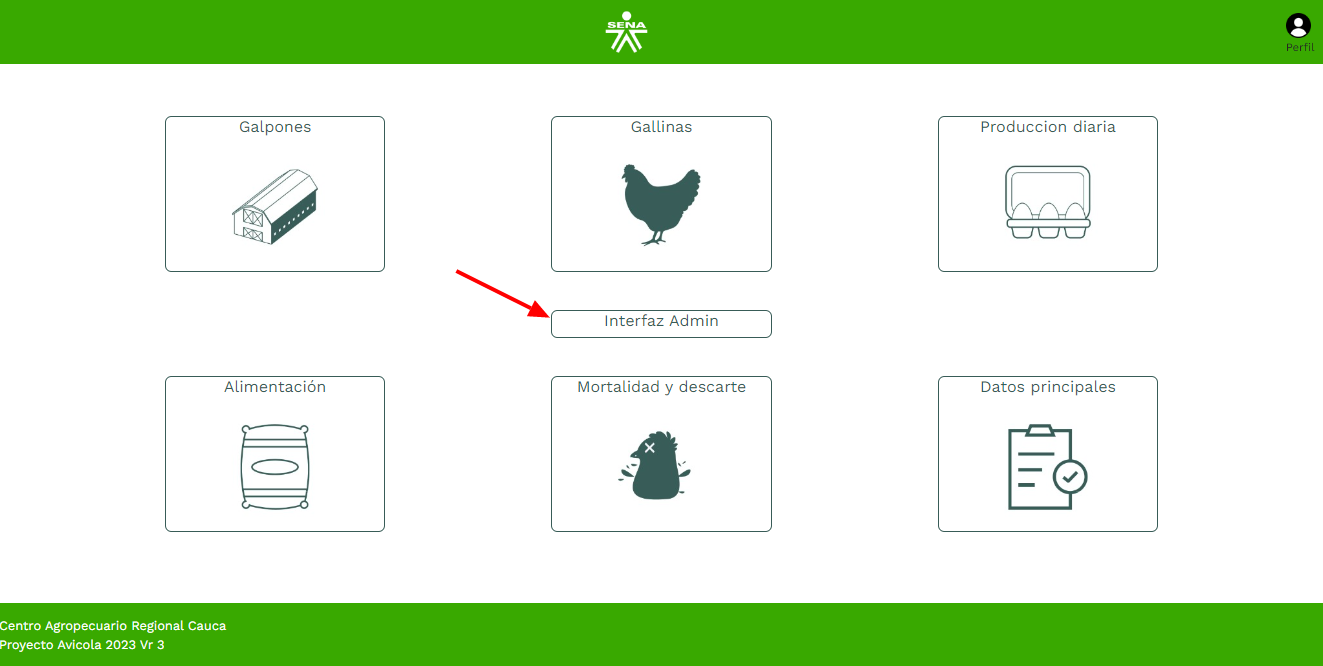 SENA
Perfil
Galpones
Gallinas
Produccion diaria
Interfaz Admin
Alimentación
Mortalidad y descarte
Datos principales
Centro Agropecuario Regional Cauca
Proyecto Avicola 2023 Vr 3